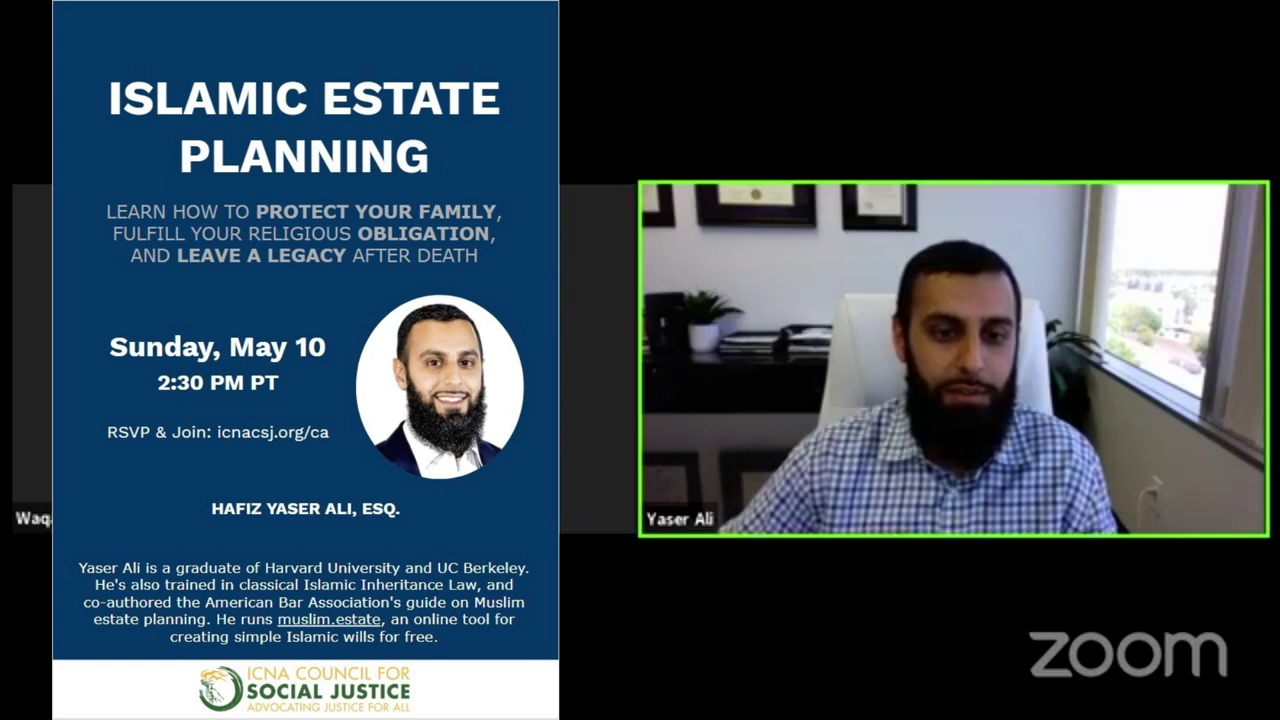 ISLAMIC ESTATE
PLANNING
LEARN HOW TO PROTECT YOUR FAMILY,
FULFILL YOUR RELIGIOUS OBLIGATION,
AND LEAVE A LEGACY AFTER DEATH
Sunday, May 10
2:30 PM PT
RSVP & Join: icnacsj.org/ca
HAFIZ YASER ALI, ESQ.
Yaser Ali is a graduate of Harvard University and UC Berkeley.
He's also trained in classical Islamic Inheritance Law, and
co-authored the American Bar Association's guide on Muslim
estate planning. He runs muslim.estate, an online tool for
creating simple Islamic wills for free.
ICNA COUNCIL FOR
SOCIAL JUSTICE
ADVOCATING JUSTICE FOR ALL
Yaser Ali
zoom